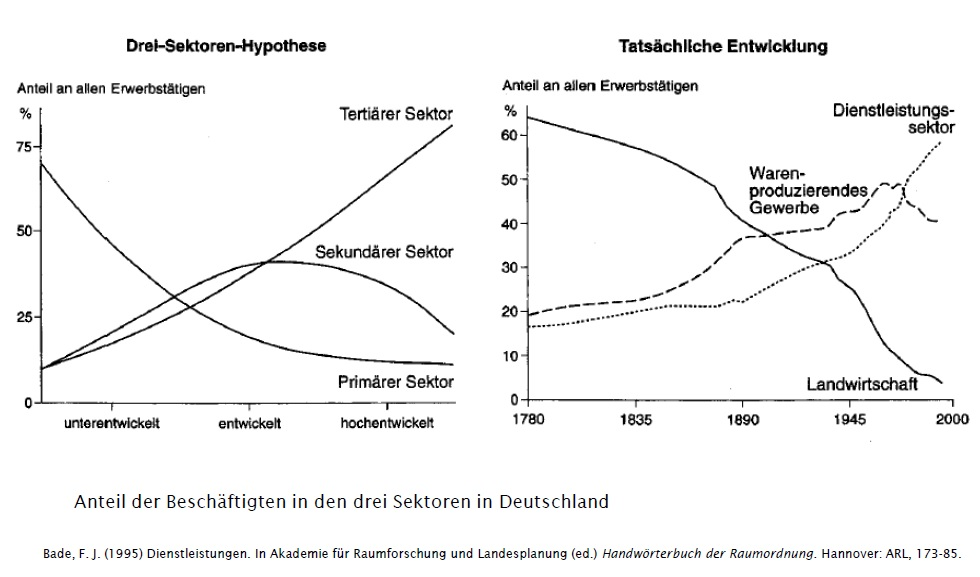 Drei-Sektoren-Hypothese
Anteil an allen Erwerbstätigen
%
75
50
25
0
Tertiärer Sektor
Sekundärer Sektor
Primärer Sektor
unterentwickelt entwickelt hochentwickelt
Tatsächliche Entwicklung
Anteil an allen Erwerbstätigen
%
60
50
40
30
20
10
0
Dienstleistungs-
sektor
Waren-
produzierendes
Gewerbe
Landwirtschaft
1780 1835 1890 1945 2000
Anteil der Beschäftigten in den drei Sektoren in Deutschland
Bade, F. J. (1995) Dienstleistungen. In Akademie für Raumforschung und Landesplanung (ed.) Handwörterbuch der Raumordnung. Hannover: ARL, 173-85.